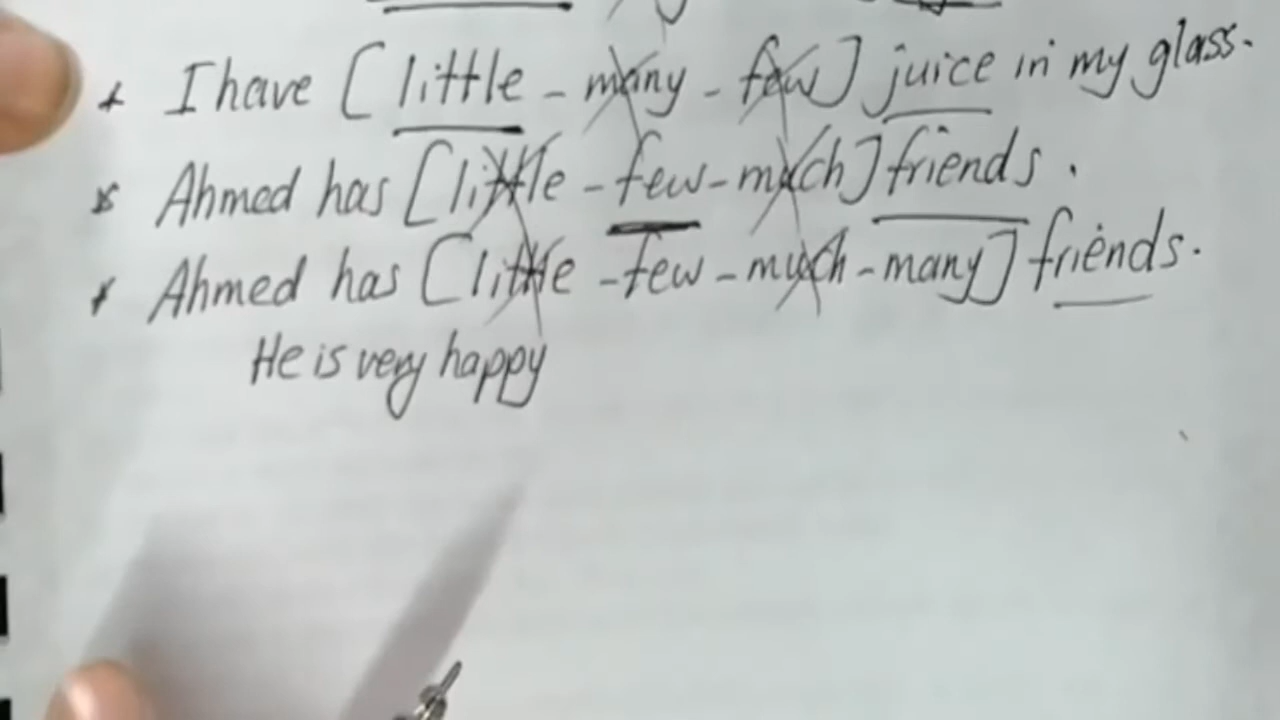 * I have [little - many - few] juice in my glass.
* Ahmed has [little - few - much] friends.
* Ahmed has [little - few - much - many] friends.
He is very happy